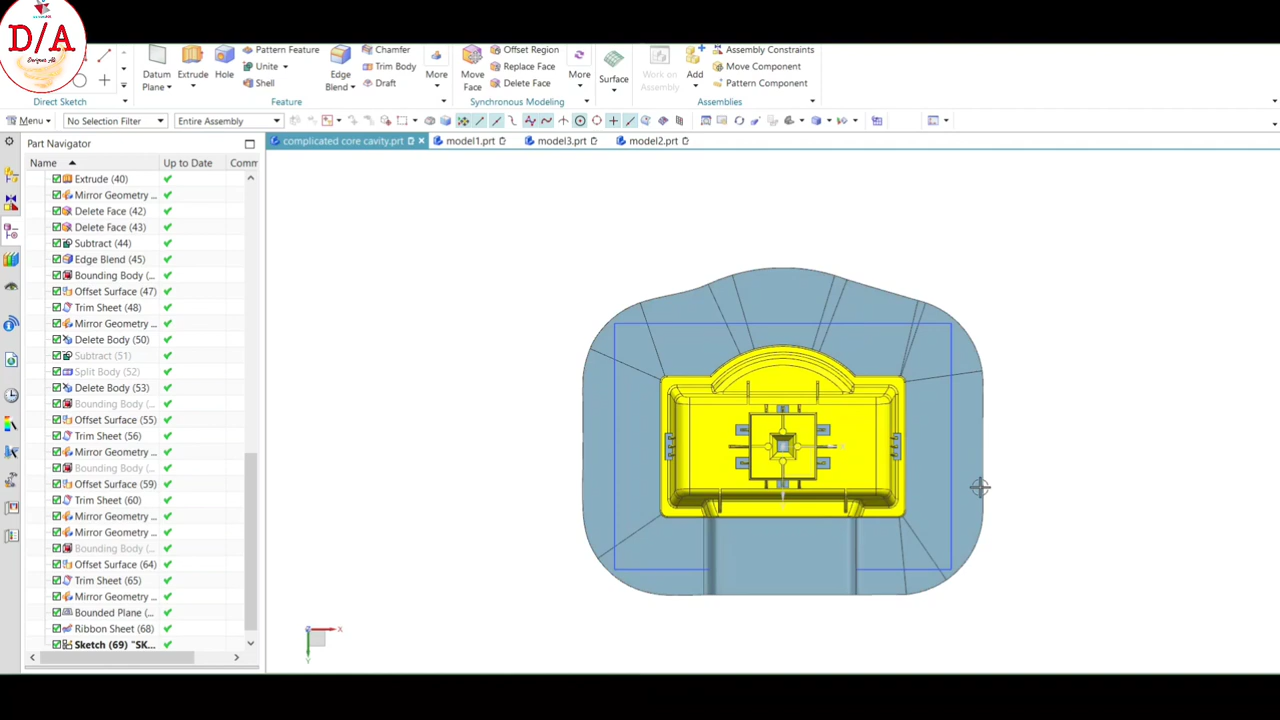 D/A
Designer Ali
Datum
Plane
Extrude
Hole
Pattern Feature
Unite
Shell
Edge
Blend
Chamfer
Trim Body
Draft
More
Move
Face
Offset Region
Replace Face
Delete Face
More
Surface
Work on
Assembly
Add
Assembly Constraints
Move Component
Pattern Component
Direct Sketch
Feature
Synchronous Modeling
Assemblies
Menu
No Selection Filter
Entire Assembly
Part Navigator
complicated core cavity.prt
model1.prt
model3.prt
model2.prt
Name
Up to Date
Comm
Extrude (40)
Mirror Geometry ...
Delete Face (42)
Delete Face (43)
Subtract (44)
Edge Blend (45)
Bounding Body (...
Offset Surface (47)
Trim Sheet (48)
Mirror Geometry ...
Delete Body (50)
Subtract (51)
Split Body (52)
Delete Body (53)
Bounding Body (...
Offset Surface (55)
Trim Sheet (56)
Mirror Geometry ...
Bounding Body (...
Offset Surface (59)
Trim Sheet (60)
Mirror Geometry ...
Mirror Geometry ...
Bounding Body (...
Offset Surface (64)
Trim Sheet (65)
Mirror Geometry ...
Bounded Plane (...
Ribbon Sheet (68)
Sketch (69) "SK...
X
Y